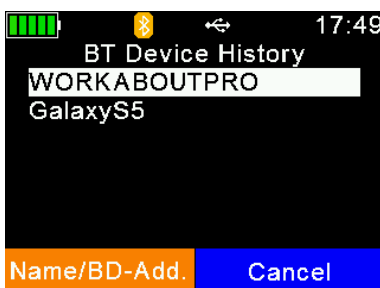 17:49
BT Device History
WORKABOUTPRO
GalaxyS5
Name/BD-Add. Cancel